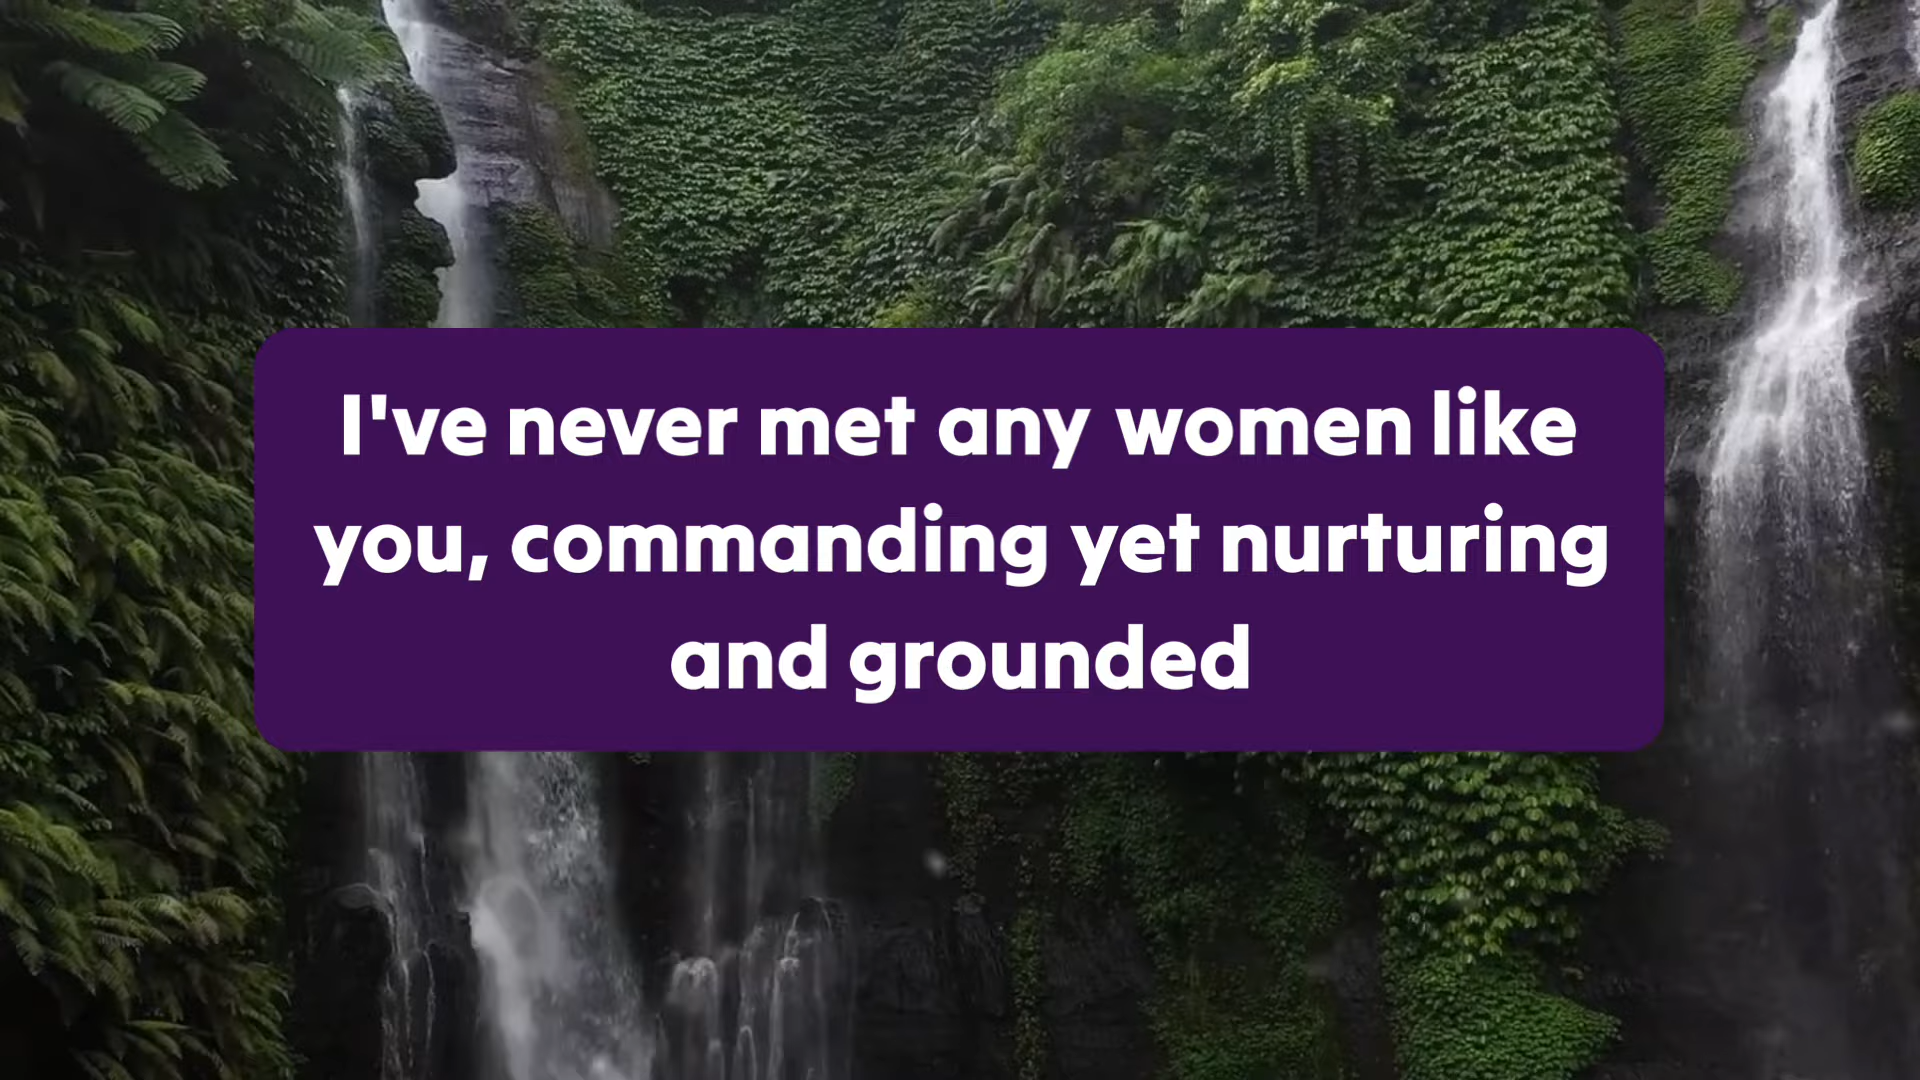 I've never met any women like
you, commanding yet nurturing
and grounded